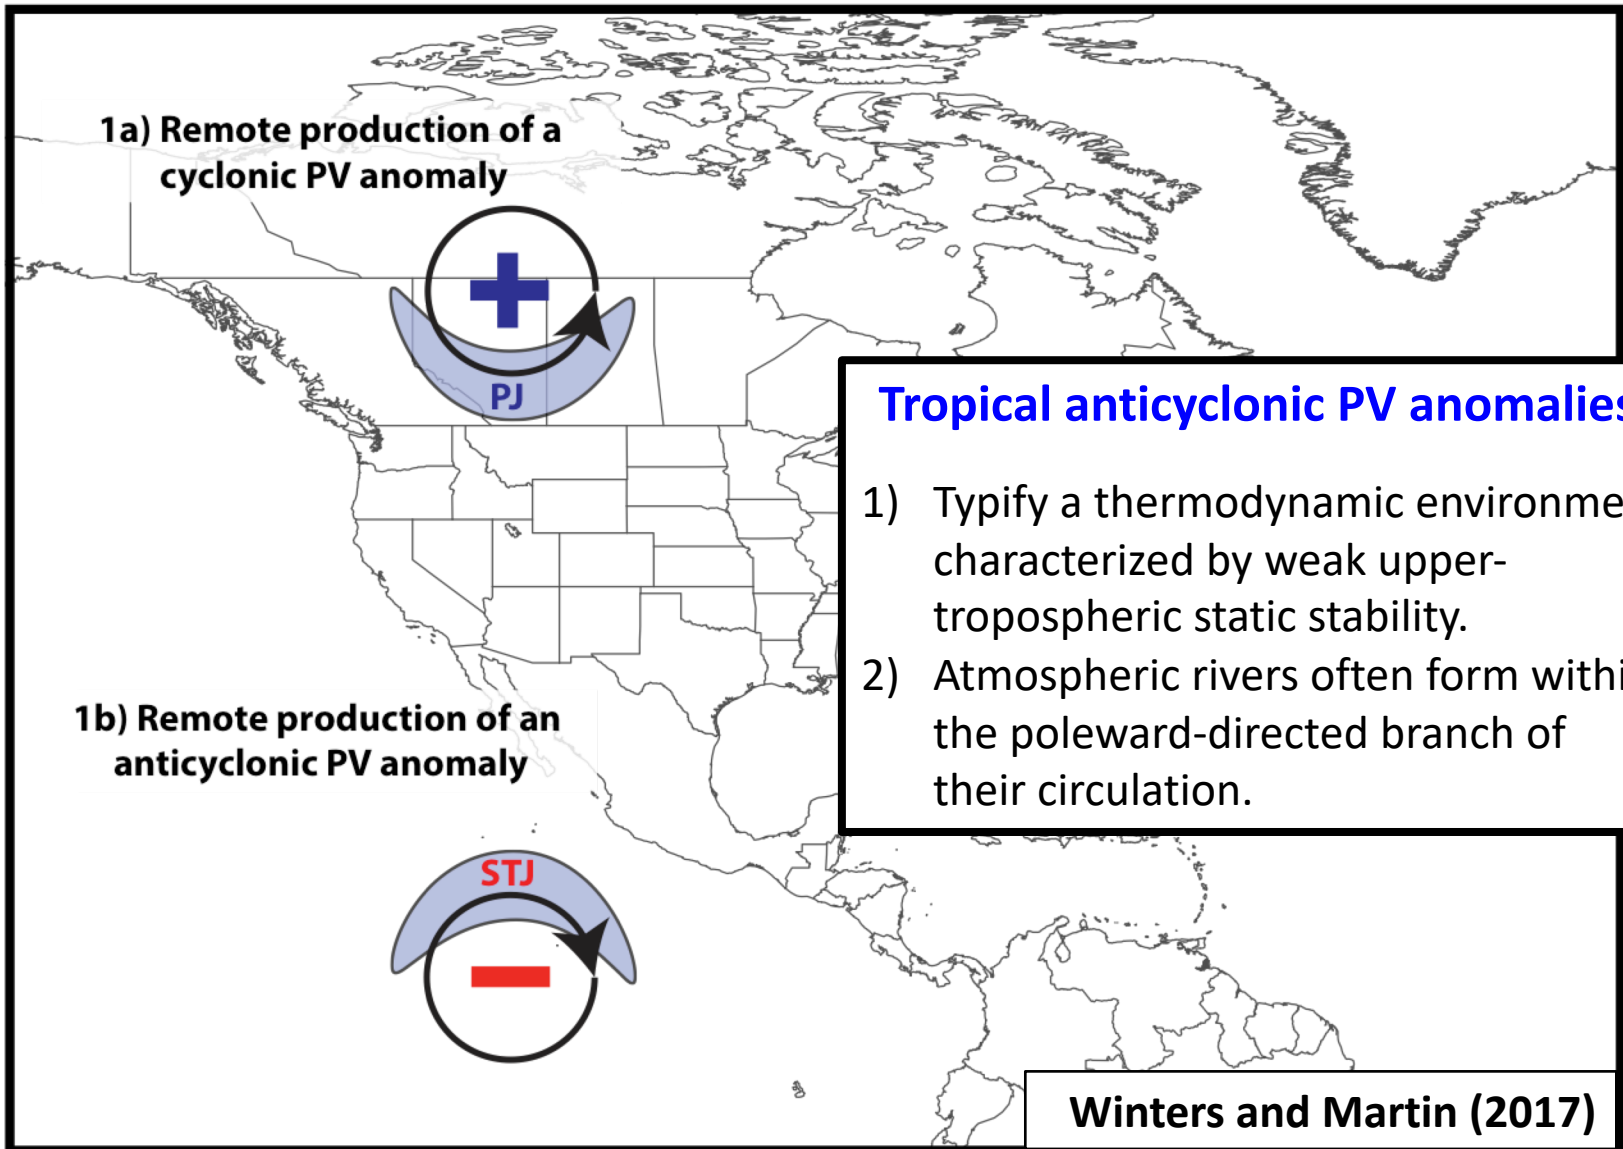 1a) Remote production of a
cyclonic PV anomaly
PJ
Tropical anticyclonic PV anomalies
1) Typify a thermodynamic environme
characterized by weak upper-
tropospheric static stability.
2) Atmospheric rivers often form withi
the poleward-directed branch of
their circulation.
1b) Remote production of an
anticyclonic PV anomaly
STJ
Winters and Martin (2017)